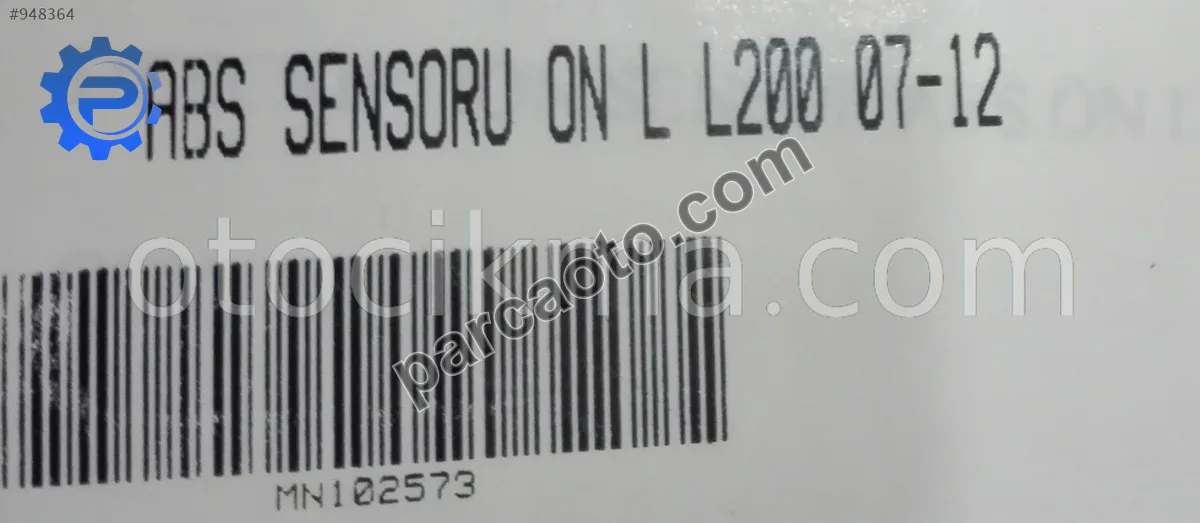 #948364
ABS SENSORU ON L L200 07-12
otocikma.com
parcaoto.com
MN102573